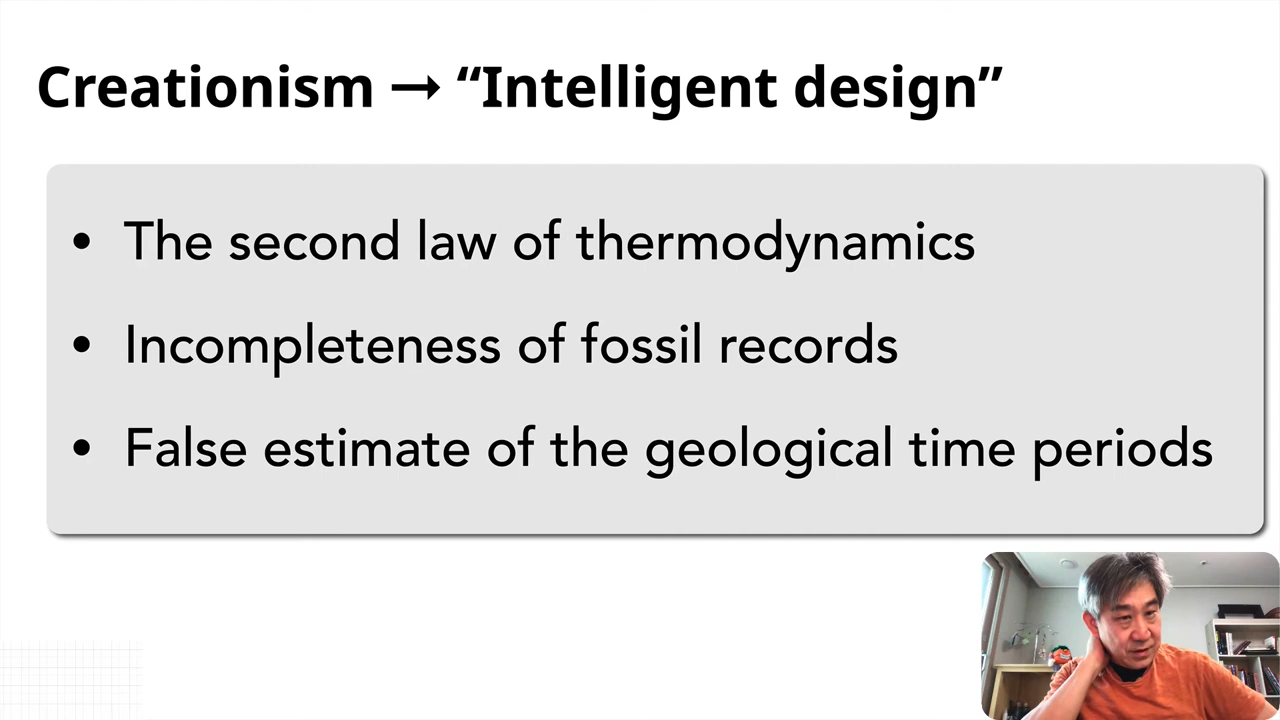 Creationism → “Intelligent design”
• The second law of thermodynamics
• Incompleteness of fossil records
• False estimate of the geological time periods